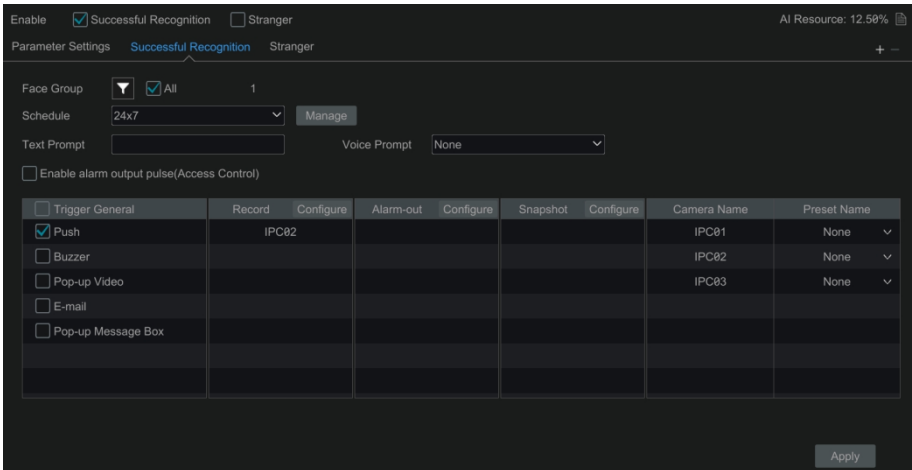 Enable Successful Recognition Stranger AI Resource: 12.50%
Parameter Settings Successful Recognition Stranger + −
Face Group All 1
Schedule 24x7 Manage
Text Prompt Voice Prompt None
Enable alarm output pulse(Access Control)
Trigger General Record Configure Alarm-out Configure Snapshot Configure Camera Name Preset Name
Push IPC02 IPC01 None
Buzzer IPC02 None
Pop-up Video IPC03 None
E-mail
Pop-up Message Box
Apply